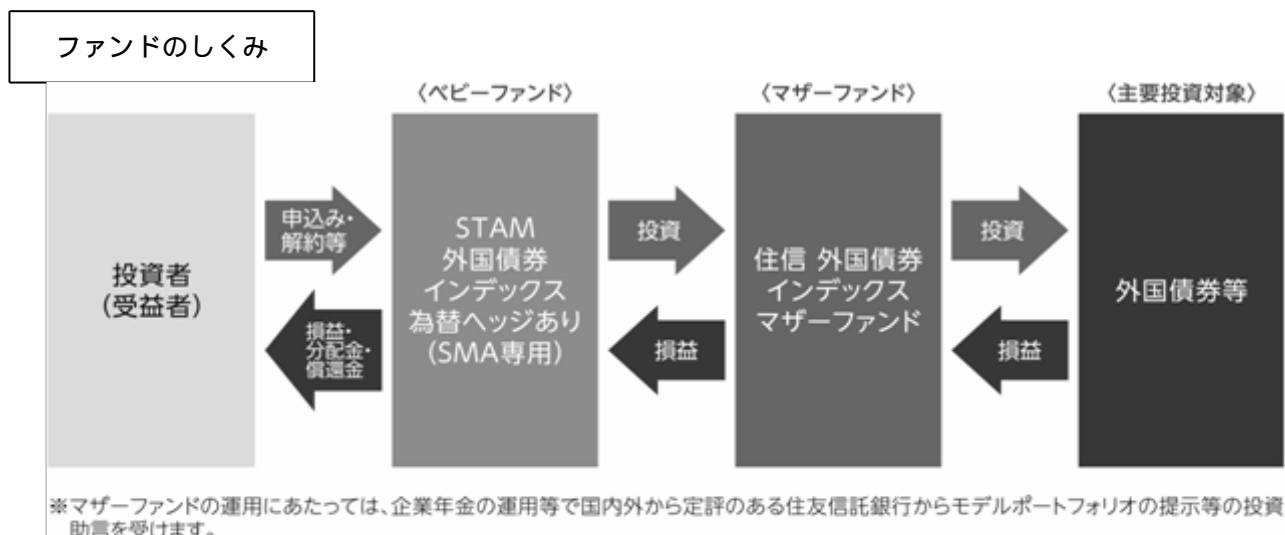 ファンドのしくみ
〈ベビーファンド〉
〈マザーファンド〉
〈主要投資対象〉
投資者
(受益者)
申込み・
解約等
損益・
分配金・
償還金
STAM
外国債券
インデックス
為替ヘッジあり
(SMA専用)
投資
損益
住信 外国債券
インデックス
マザーファンド
投資
損益
外国債券等
※マザーファンドの運用にあたっては、企業年金の運用等で国内外から定評のある住友信託銀行からモデルポートフォリオの提示等の投資
助言を受けます。